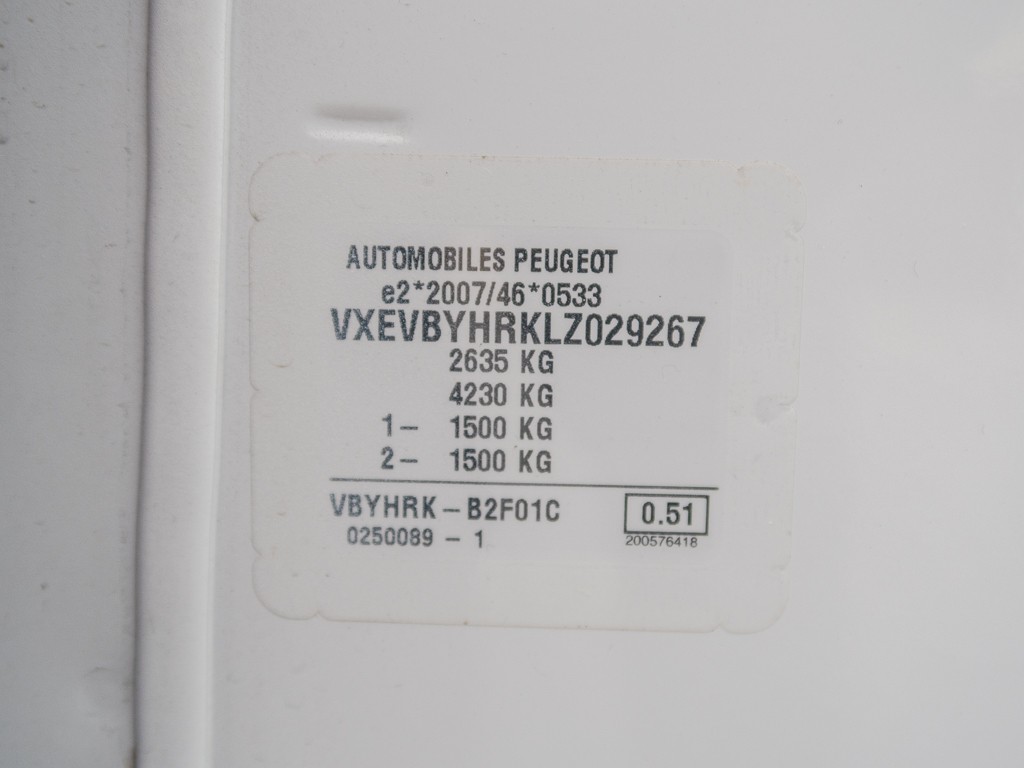 AUTOMOBILES PEUGEOT
e2*2007/46*0533
VXEVBYHRKLZ029267
2635 KG
4230 KG
1- 1500 KG
2- 1500 KG
VBYHRK-B2F01C
0.51
0250089 - 1
200576418